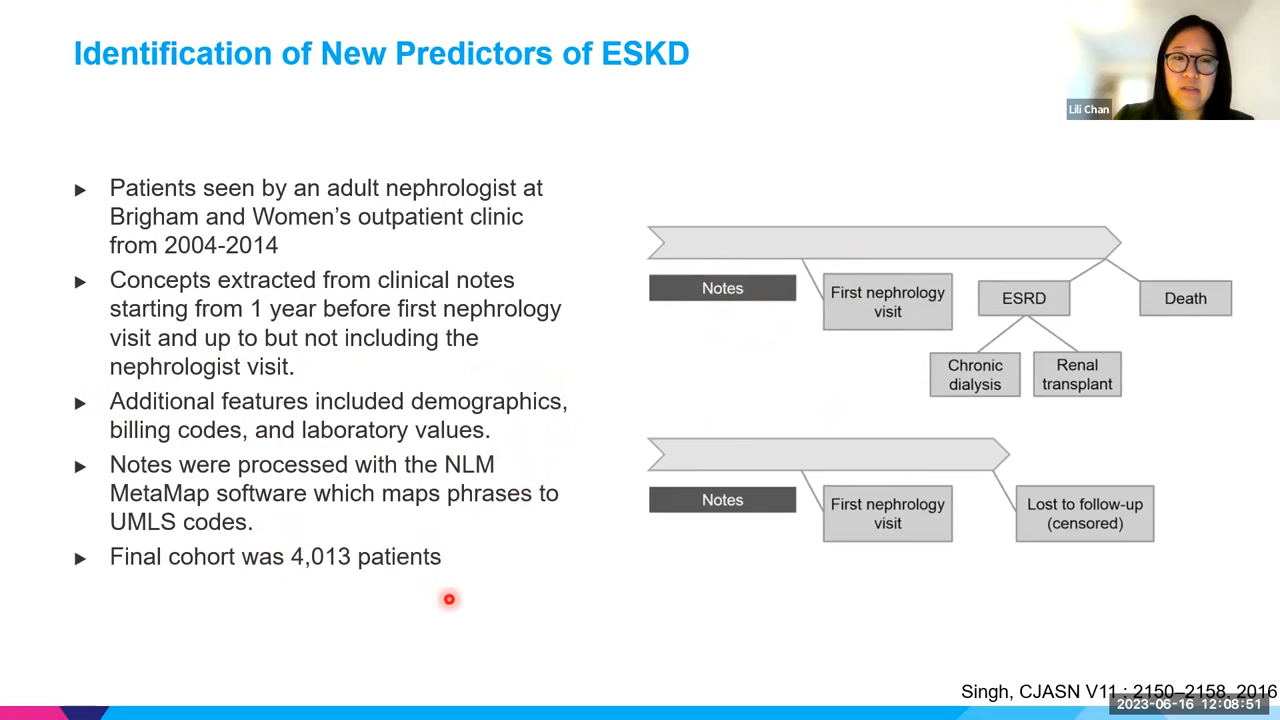 Identification of New Predictors of ESKD
Lili Chan
Patients seen by an adult nephrologist at
Brigham and Women’s outpatient clinic
from 2004-2014
Concepts extracted from clinical notes
starting from 1 year before first nephrology
visit and up to but not including the
nephrologist visit.
Additional features included demographics,
billing codes, and laboratory values.
Notes were processed with the NLM
MetaMap software which maps phrases to
UMLS codes.
Final cohort was 4,013 patients
Notes
First nephrology
visit
ESRD
Death
Chronic
dialysis
Renal
transplant
Notes
First nephrology
visit
Lost to follow-up
(censored)
Singh, CJASN V11 : 2150–2158, 2016
2023-06-16 12:08:51